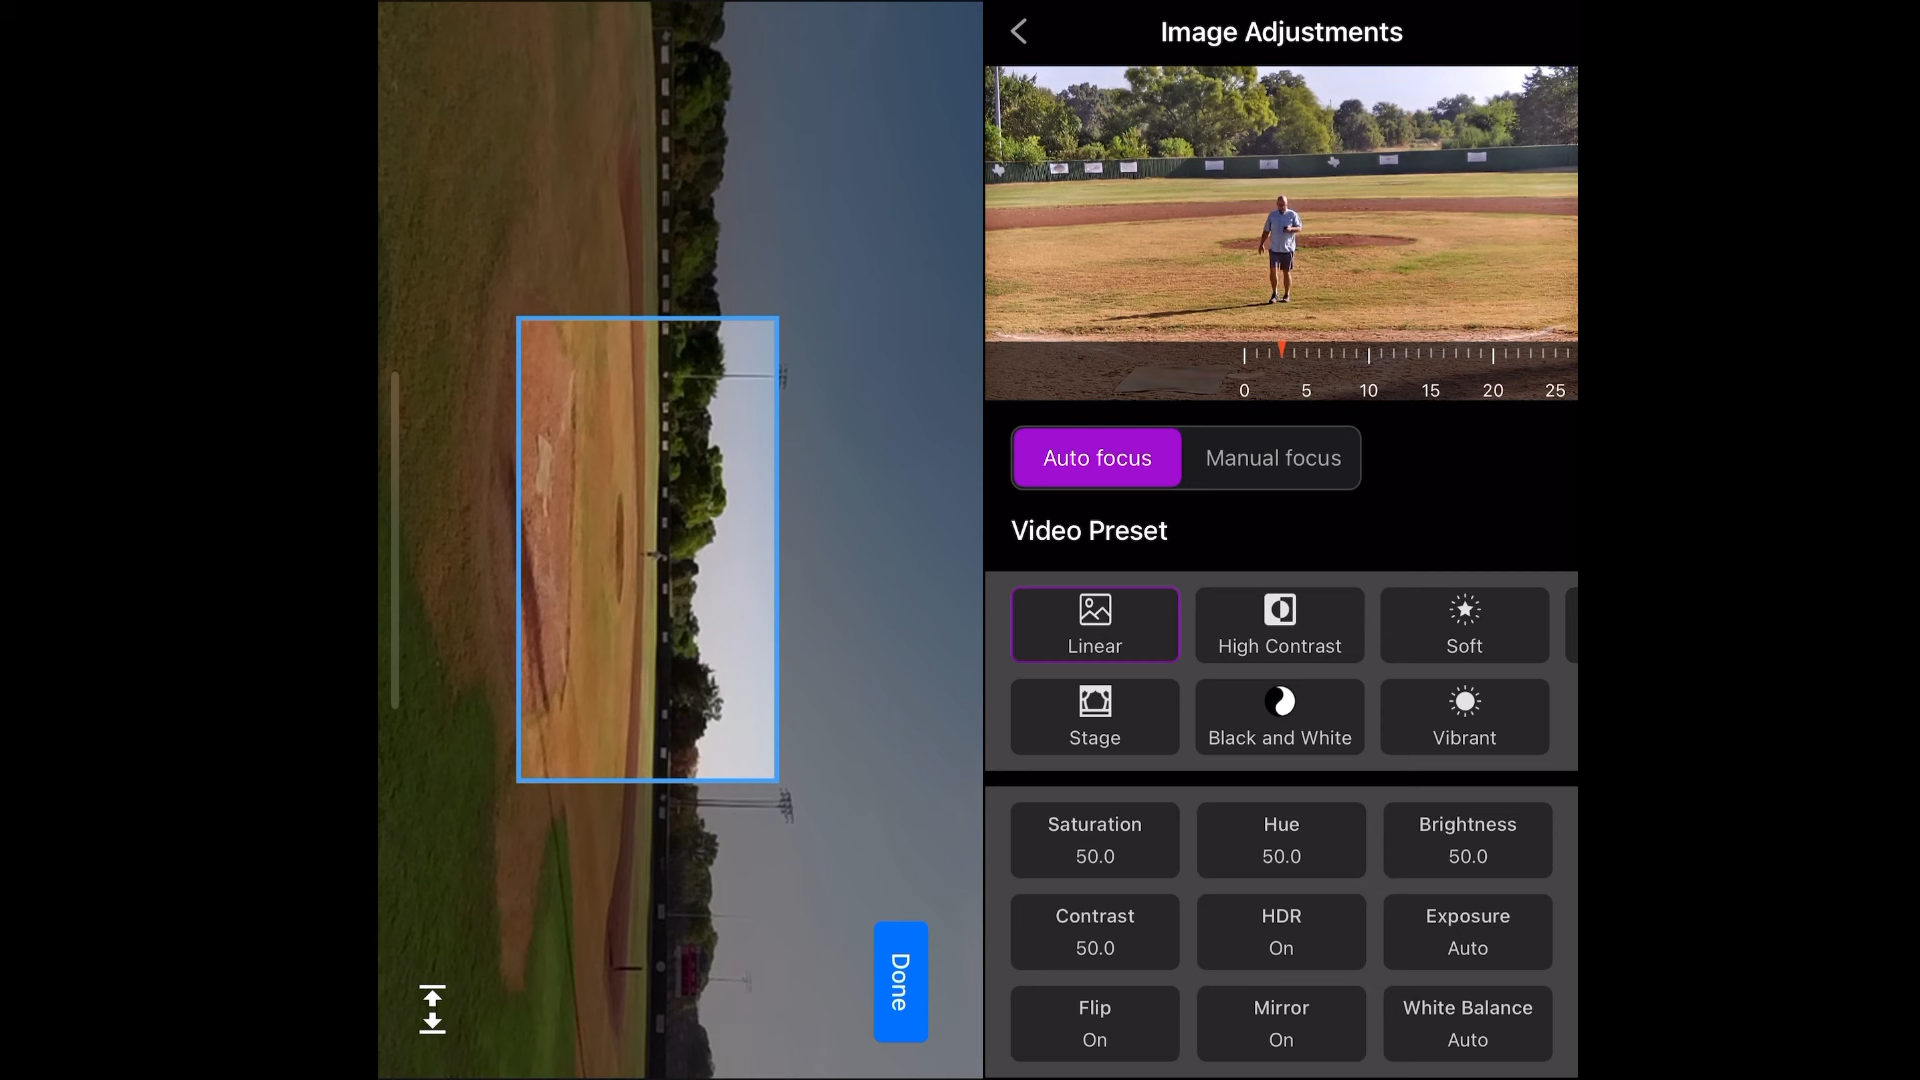 Done
Image Adjustments
0 5 10 15 20 25
Auto focus Manual focus
Video Preset
Linear High Contrast Soft
Stage Black and White Vibrant
Saturation Hue Brightness
50.0 50.0 50.0
Contrast HDR Exposure
50.0 On Auto
Flip Mirror White Balance
On On Auto